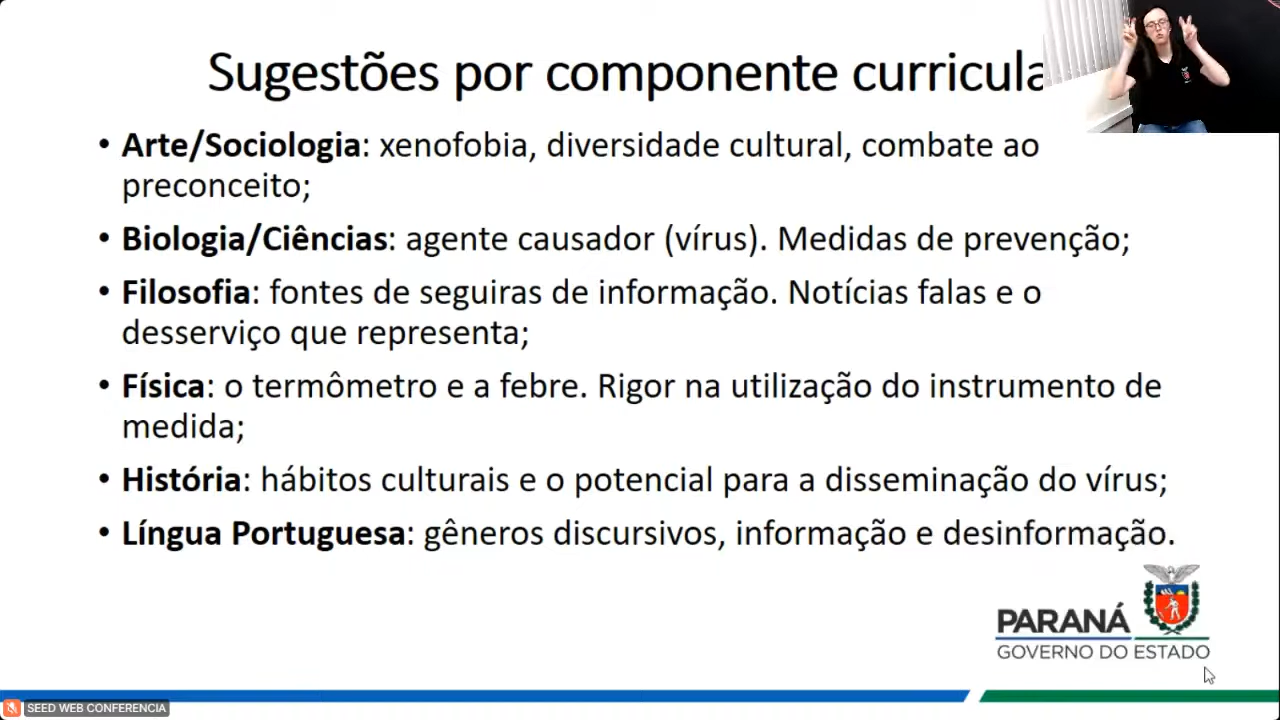 Sugestões por componente curricula
• Arte/Sociologia: xenofobia, diversidade cultural, combate ao
preconceito;
• Biologia/Ciências: agente causador (vírus). Medidas de prevenção;
• Filosofia: fontes de seguiras de informação. Notícias falas e o
desserviço que representa;
• Física: o termômetro e a febre. Rigor na utilização do instrumento de
medida;
• História: hábitos culturais e o potencial para a disseminação do vírus;
• Língua Portuguesa: gêneros discursivos, informação e desinformação.
PARANÁ
GOVERNO DO ESTADO
SEED WEB CONFERENCIA